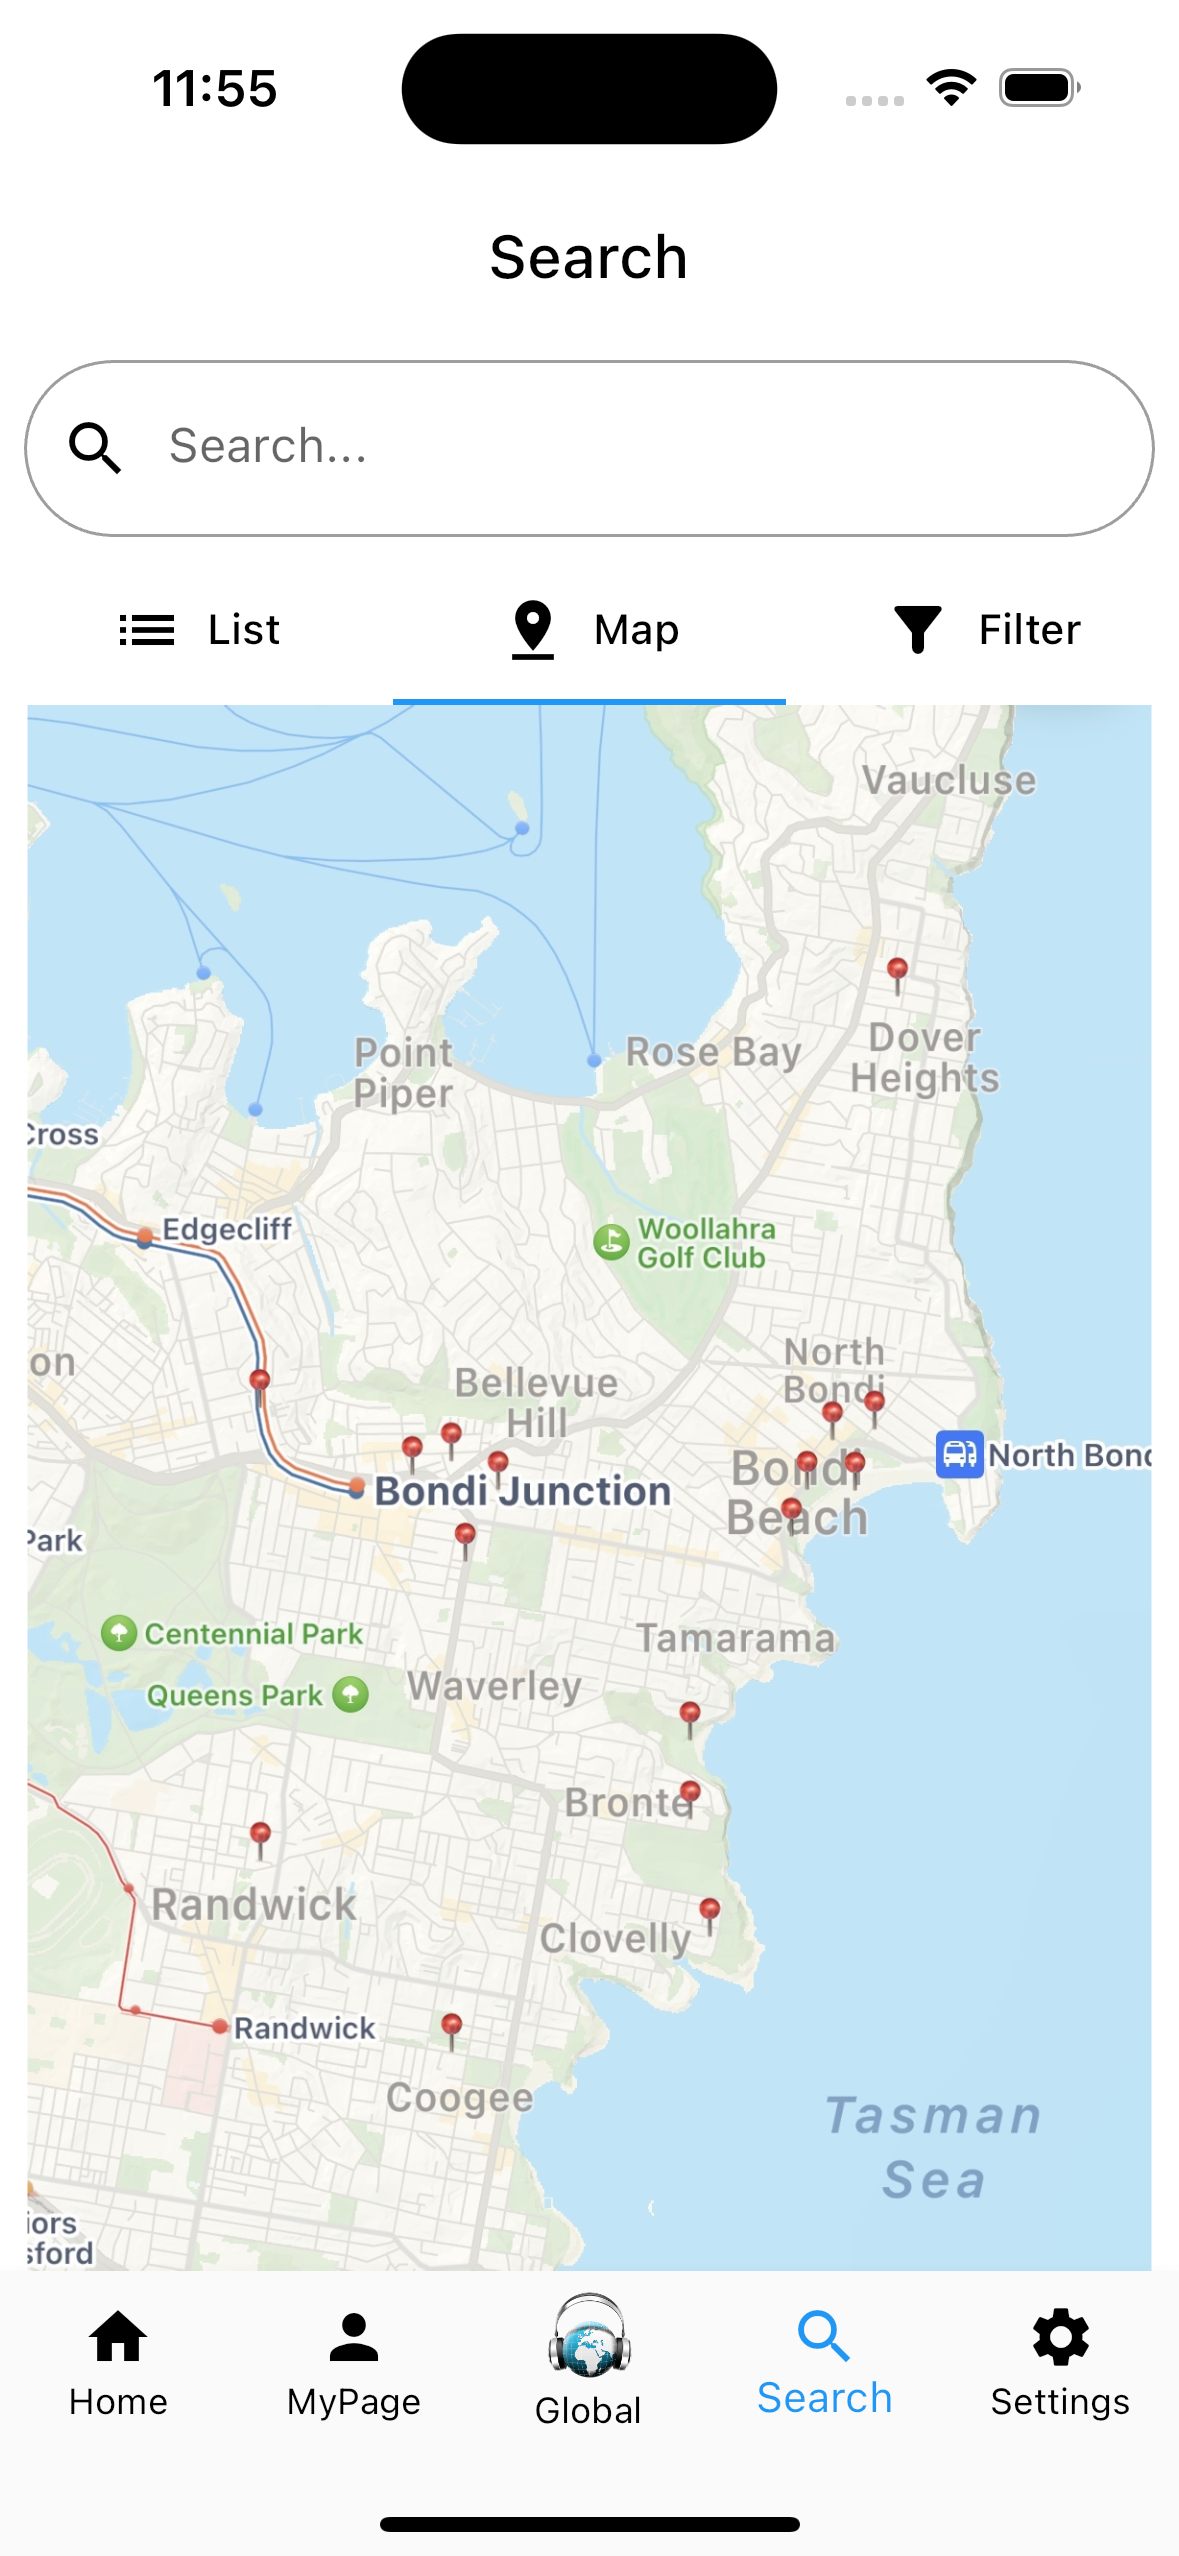 11:55
Search
Search...
List
Map
Filter
Vaucluse
Dover
Heights
Point
Piper
Rose Bay
Cross
Edgecliff
Woollahra
Golf Club
on
North
Bondi
Bellevue
Hill
North Bond
Bondi
Beach
Bondi Junction
Park
Centennial Park
Tamarama
Queens Park
Waverley
Bronte
Randwick
Clovelly
Randwick
Coogee
Tasman
Sea
iors
sford
Home
MyPage
Global
Search
Settings